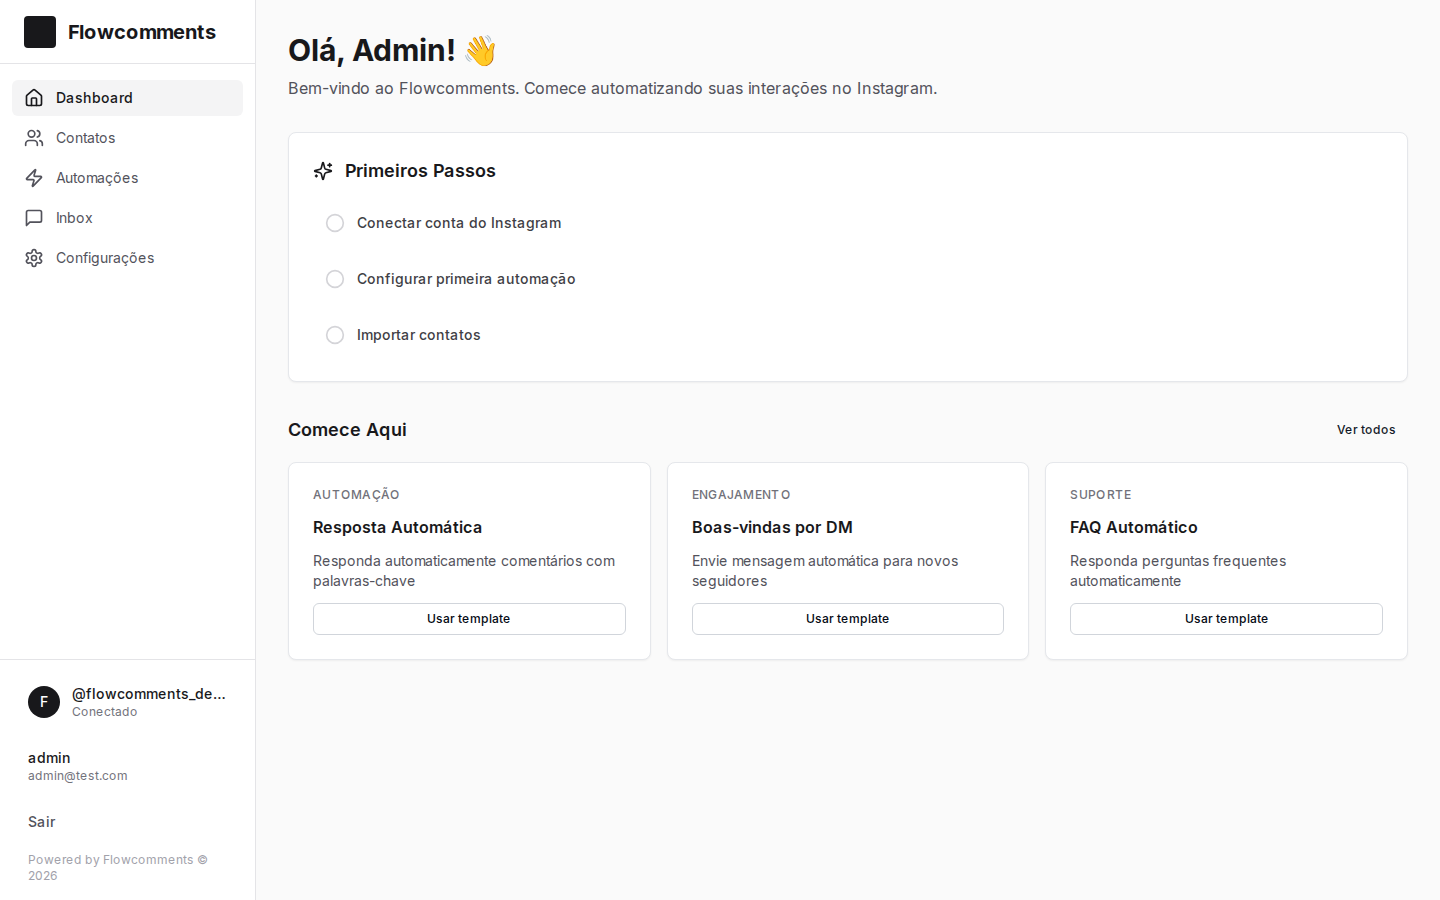 Flowcomments
Dashboard
Contatos
Automações
Inbox
Configurações
F
@flowcomments_de...
Conectado
admin
admin@test.com
Sair
Powered by Flowcomments ©
2026
Olá, Admin! 👋
Bem-vindo ao Flowcomments. Comece automatizando suas interações no Instagram.
Primeiros Passos
Conectar conta do Instagram
Configurar primeira automação
Importar contatos
Comece Aqui
Ver todos
AUTOMAÇÃO
Resposta Automática
Responda automaticamente comentários com
palavras-chave
Usar template
ENGAJAMENTO
Boas-vindas por DM
Envie mensagem automática para novos
seguidores
Usar template
SUPORTE
FAQ Automático
Responda perguntas frequentes
automaticamente
Usar template